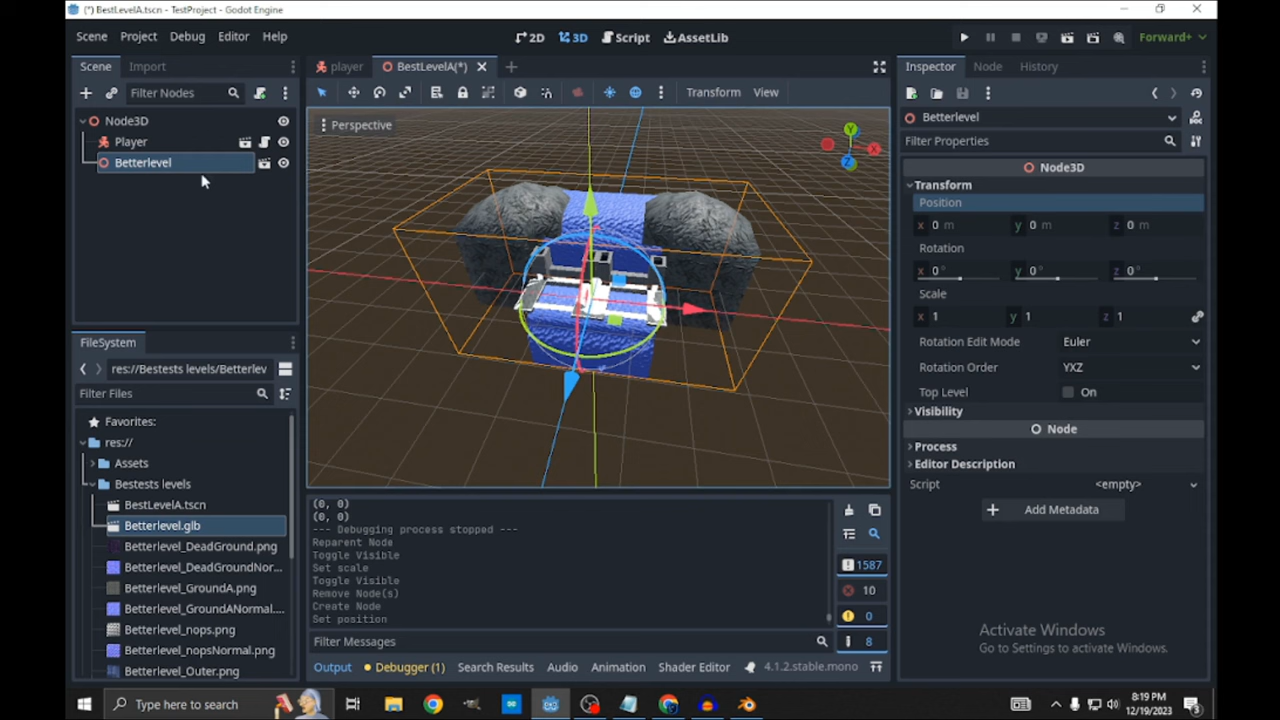 (*) BestLevelA.tscn - TestProject - Godot Engine
Scene Project Debug Editor Help
2D 3D Script AssetLib
Forward+
Scene Import
player BestLevelA(*)
Inspector Node History
Filter Nodes
Transform View
Node3D
Player
Betterlevel
Perspective
Y
X
Z
Betterlevel
Filter Properties
Node3D
Transform
Position
x 0 m y 0 m z 0 m
Rotation
x 0° y 0° z 0°
Scale
x 1 y 1 z 1
Rotation Edit Mode Euler
Rotation Order YXZ
Top Level On
Visibility
Node
Process
Editor Description
Script <empty>
Add Metadata
FileSystem
res://Bestests levels/Betterlev
Filter Files
Favorites:
res://
Assets
Bestests levels
BestLevelA.tscn
Betterlevel.glb
Betterlevel_DeadGround.png
Betterlevel_DeadGroundNor...
Betterlevel_GroundA.png
Betterlevel_GroundANormal....
Betterlevel_nops.png
Betterlevel_nopsNormal.png
Betterlevel_Outer.png
(0, 0)
(0, 0)
--- Debugging process stopped ---
Reparent Node
Toggle Visible
Set scale
Toggle Visible
Remove Node(s)
Create Node
Set position
1587
10
0
8
Filter Messages
Output Debugger (1) Search Results Audio Animation Shader Editor 4.1.2.stable.mono
Activate Windows
Go to Settings to activate Windows.
Type here to search
8:19 PM
12/19/2023
3